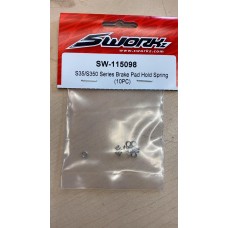 SWORKz
SW-115098
S35/S350 Series Brake Pad Hold Spring
(10PC)